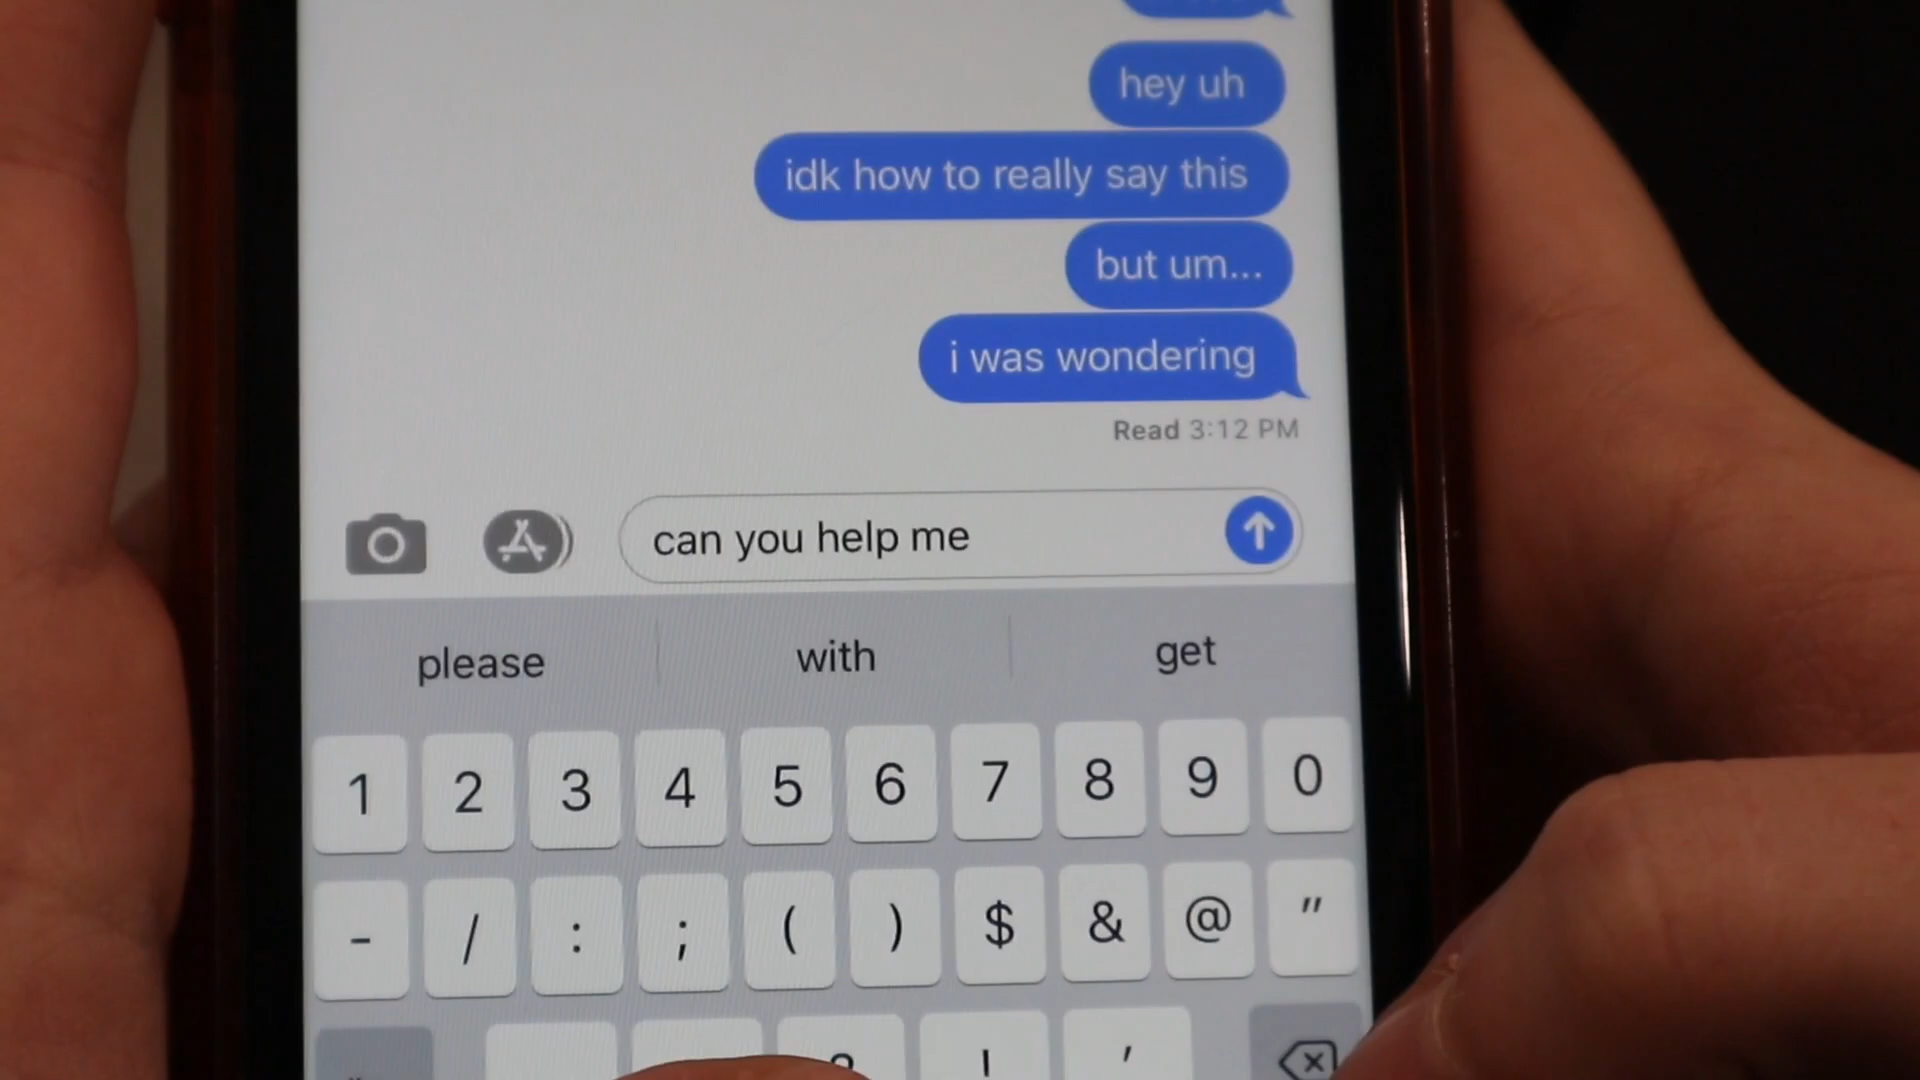 hey uh
idk how to really say this
but um...
i was wondering
Read 3:12 PM
can you help me
please with get
1 2 3 4 5 6 7 8 9 0
- / : ; ( ) $ & @ "